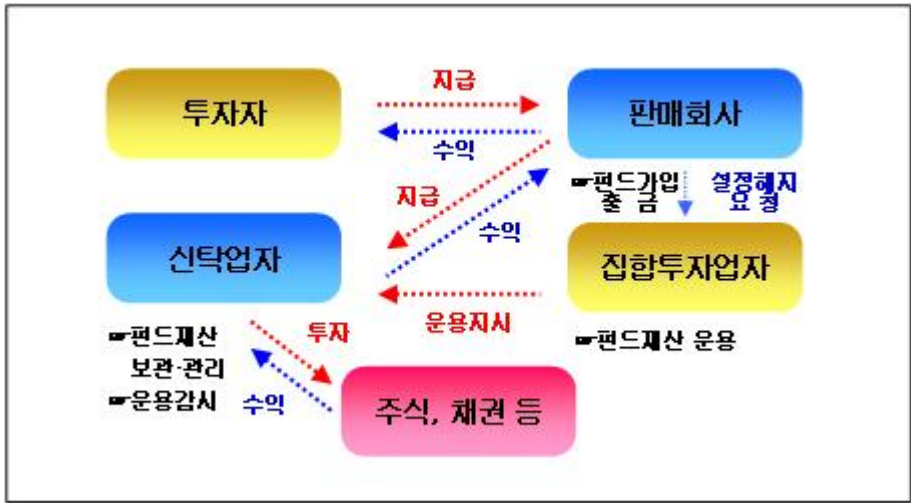 지급
투자자
판매회사
수익
☞펀드가입
출 금
설정해지
요 청
지급
수익
신탁업자
집합투자업자
운용지시
☞펀드재산
보관·관리
☞운용감시
투자
수익
☞펀드재산 운용
주식, 채권 등